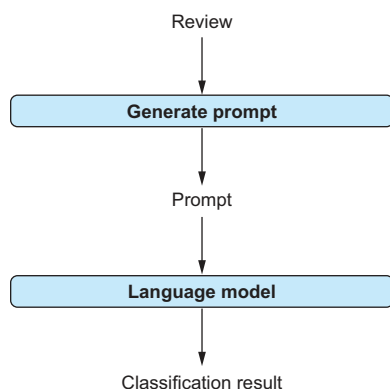 Review
Generate prompt
Prompt
Language model
Classification result